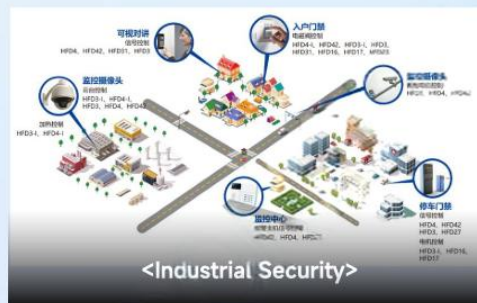 可视对讲
信号控制
HFD4, HFD42, HFD31, HFD3
入户门禁
电磁阀控制
HFD4-I, HFD42, HFD3-I, HFD3,
HFD31, HFD16, HFD17, HFD23
监控摄像头
云台控制
HFD3-I, HFD4-I,
HFD3, HFD4, HFD42
加热控制
HFD3-I, HFD4-I
监控摄像头
HFD4,
监控中心
HFD42, HFD4,
停车门禁
信号控制
HFD4, HFD42
HFD3, HFD27
电机控制
HFD3-I, HFD16,
HFD17
<Industrial Security>